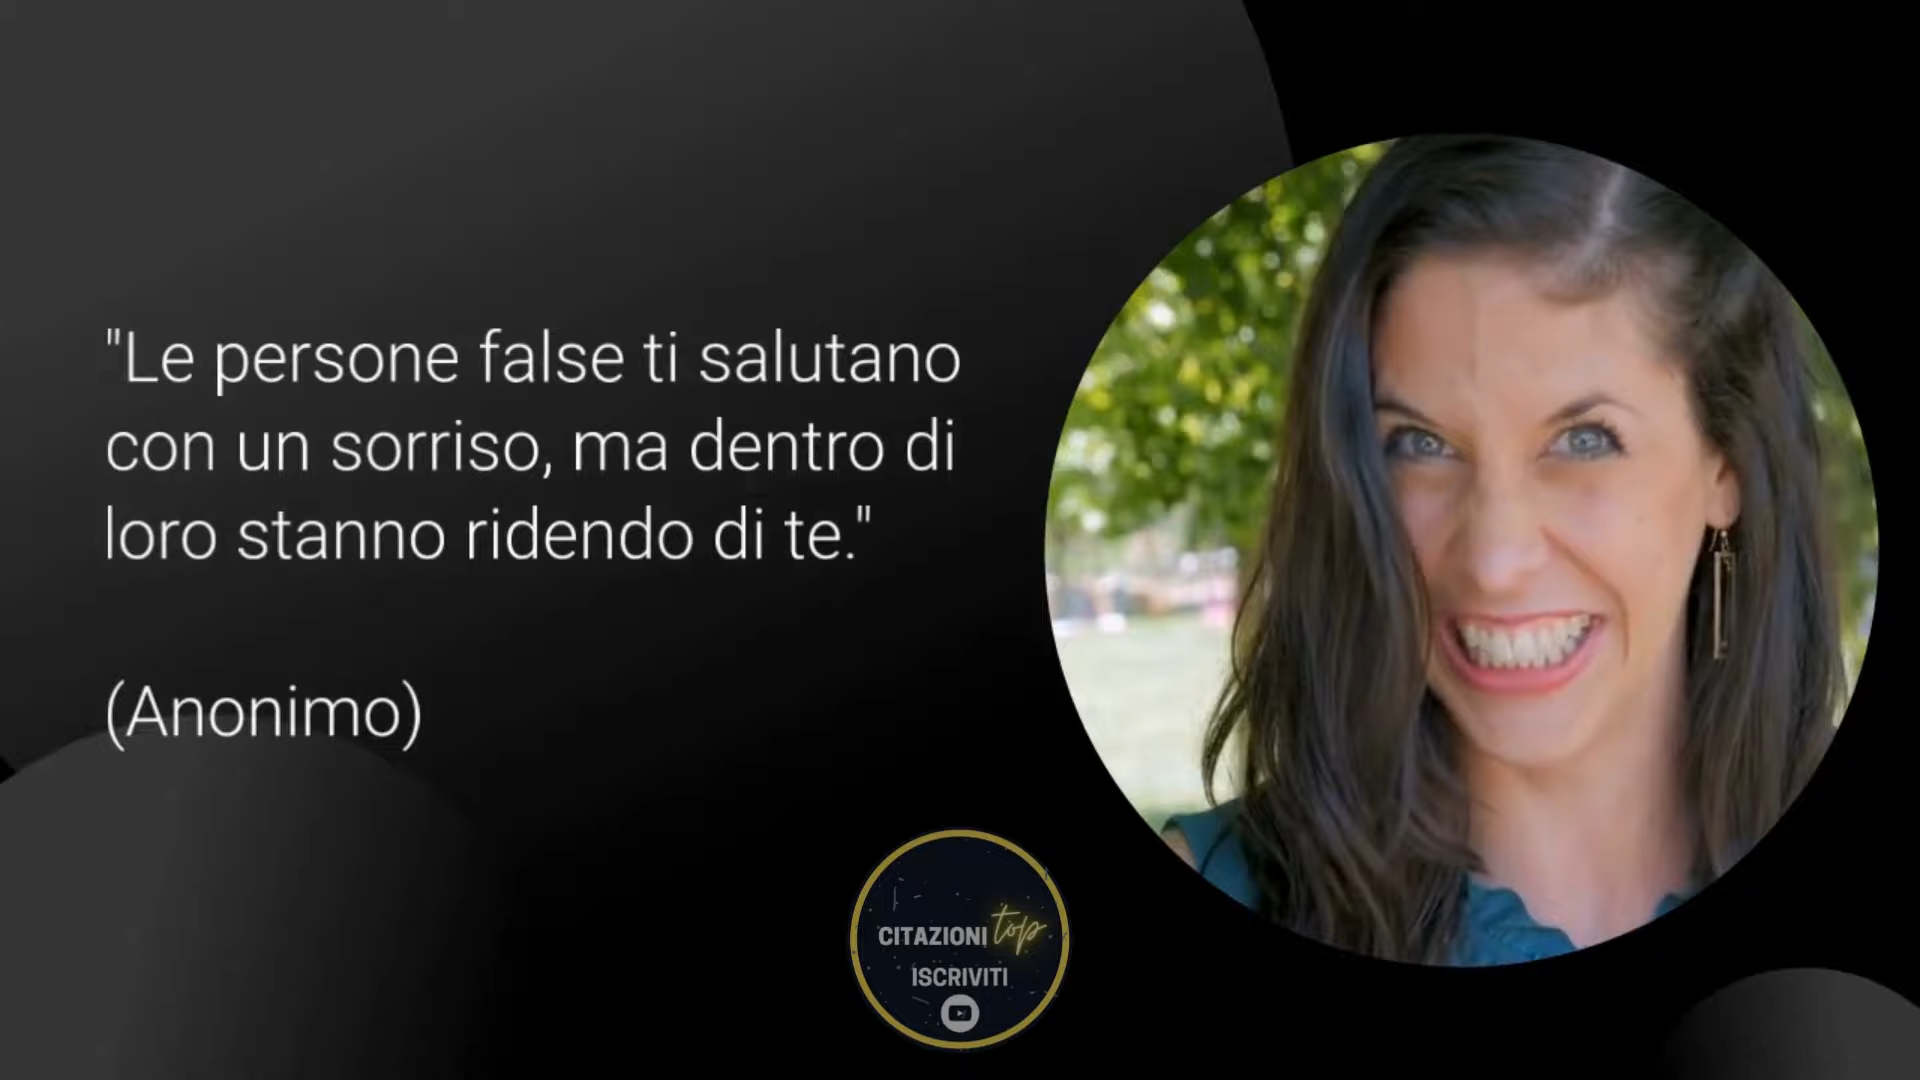 "Le persone false ti salutano
con un sorriso, ma dentro di
loro stanno ridendo di te."
(Anonimo)
CITAZIONI top
ISCRIVITI